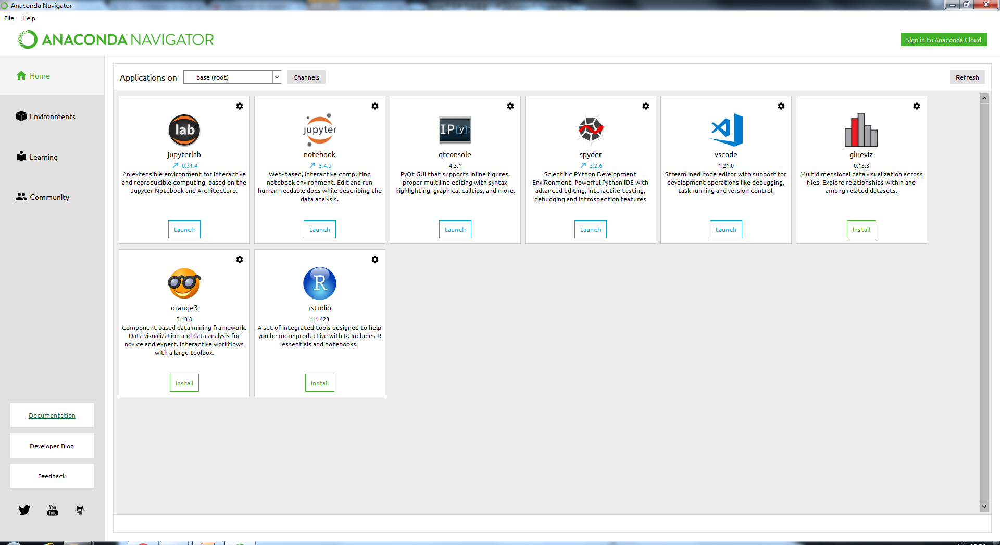 Anaconda Navigator
File Help
ANACONDA NAVIGATOR
Sign in to Anaconda Cloud
Home
Environments
Learning
Community
Documentation
Developer Blog
Feedback
You
Tube
Applications on
base (root)
Channels
Refresh
lab
jupyterlab
0.31.4
An extensible environment for interactive
and reproducible computing, based on the
Jupyter Notebook and Architecture.
Launch
jupyter
notebook
5.4.0
Web-based, interactive computing
notebook environment. Edit and run
human-readable docs while describing the
data analysis.
Launch
IP[y]:
qtconsole
4.3.1
PyQt GUI that supports inline figures,
proper multiline editing with syntax
highlighting, graphical calltips, and more.
Launch
spyder
3.2.6
Scientific PYthon Development
EnviRonment. Powerful Python IDE with
advanced editing, interactive testing,
debugging and introspection features
Launch
vscode
1.21.0
Streamlined code editor with support for
development operations like debugging,
task running and version control.
Launch
glueviz
0.13.3
Multidimensional data visualization across
files. Explore relationships within and
among related datasets.
Install
orange3
3.13.0
Component based data mining framework.
Data visualization and data analysis for
novice and expert. Interactive workflows
with a large toolbox.
Install
R
rstudio
1.1.423
A set of integrated tools designed to help
you be more productive with R. Includes R
essentials and notebooks.
Install